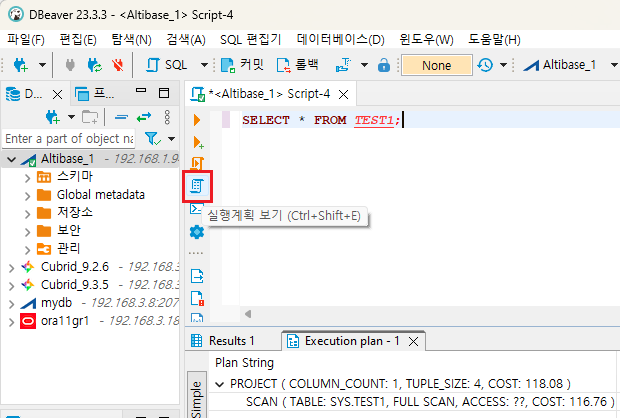 DBeaver 23.3.3 - <Altibase_1> Script-4
파일(F) 편집(E) 탐색(N) 검색(A) SQL 편집기 데이터베이스(D) 윈도우(W) 도움말(H)
SQL 커밋 롤백 None Altibase_1
D... 프... *<Altibase_1> Script-4
Enter a part of object na
SELECT * FROM TEST1;
Altibase_1 - 192.168.1.9
스키마
Global metadata
저장소
보안
관리
Cubrid_9.2.6 - 192.168.3
Cubrid_9.3.5 - 192.168.3
mydb - 192.168.3.8:207
ora11gr1 - 192.168.3.18
실행계획 보기 (Ctrl+Shift+E)
Results 1 Execution plan - 1
Simple
Plan String
PROJECT ( COLUMN_COUNT: 1, TUPLE_SIZE: 4, COST: 118.08 )
SCAN ( TABLE: SYS.TEST1, FULL SCAN, ACCESS: ??, COST: 116.76 )